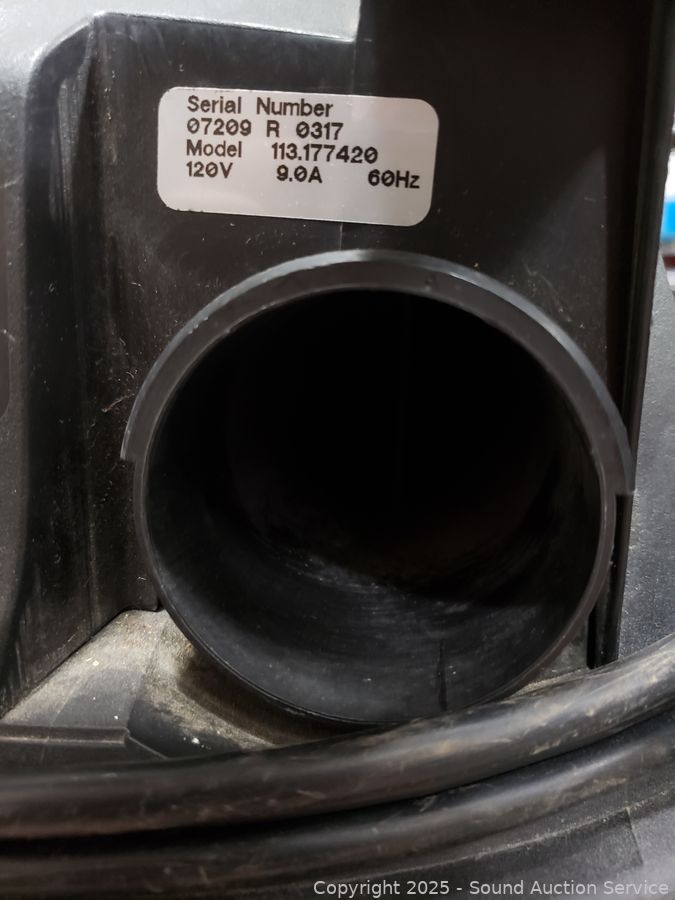 Serial Number
07209 R 0317
Model 113.177420
120V 9.0A 60Hz
Copyright 2025 - Sound Auction Service